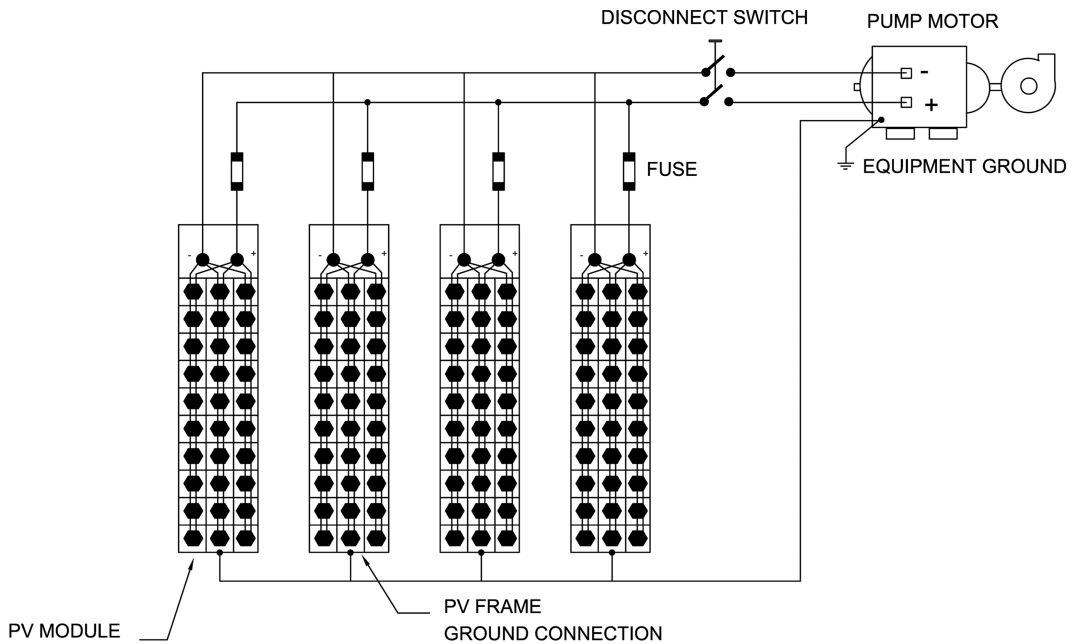 DISCONNECT SWITCH
PUMP MOTOR
-
+
FUSE
EQUIPMENT GROUND
- + - + - + - +
PV MODULE
PV FRAME
GROUND CONNECTION